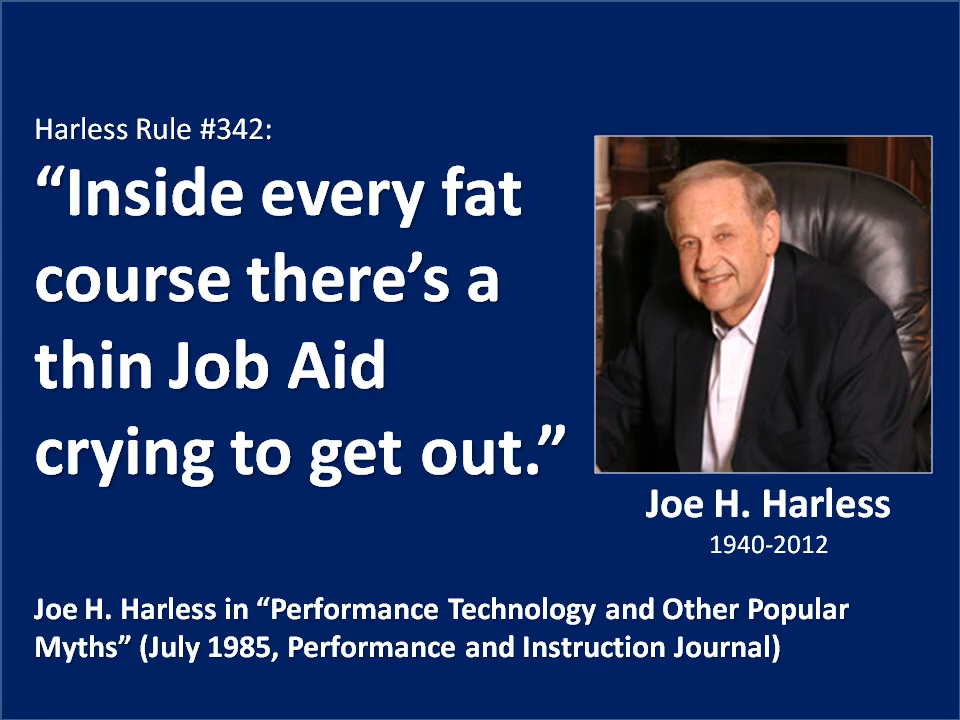 Harless Rule #342:
“Inside every fat
course there’s a
thin Job Aid
crying to get out.”
Joe H. Harless
1940-2012
Joe H. Harless in “Performance Technology and Other Popular
Myths” (July 1985, Performance and Instruction Journal)